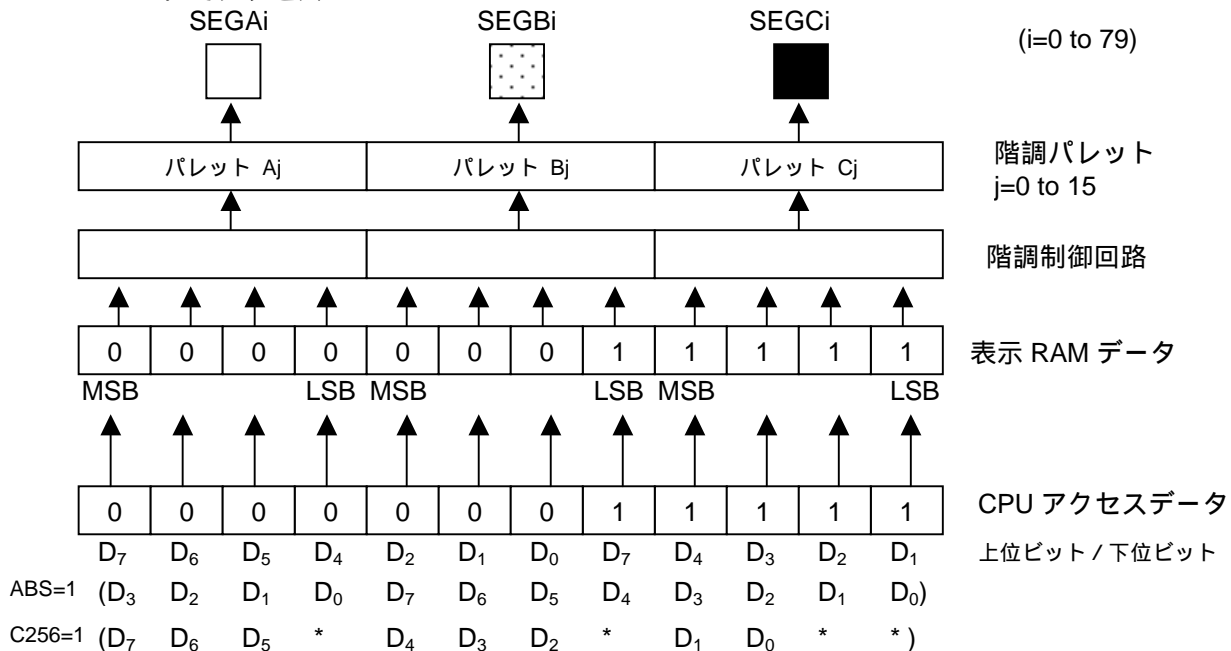 SEGAi SEGBi SEGCi (i=0 to 79)
パレット Aj パレット Bj パレット Cj 階調パレット
j=0 to 15
階調制御回路
0 0 0 0 0 0 0 1 1 1 1 1 表示 RAM データ
MSB LSB MSB LSB MSB LSB
0 0 0 0 0 0 0 1 1 1 1 1 CPU アクセスデータ
D7 D6 D5 D4 D2 D1 D0 D7 D4 D3 D2 D1 上位ビット / 下位ビット
ABS=1 (D3 D2 D1 D0 D7 D6 D5 D4 D3 D2 D1 D0)
C256=1 (D7 D6 D5 * D4 D3 D2 * D1 D0 * * )